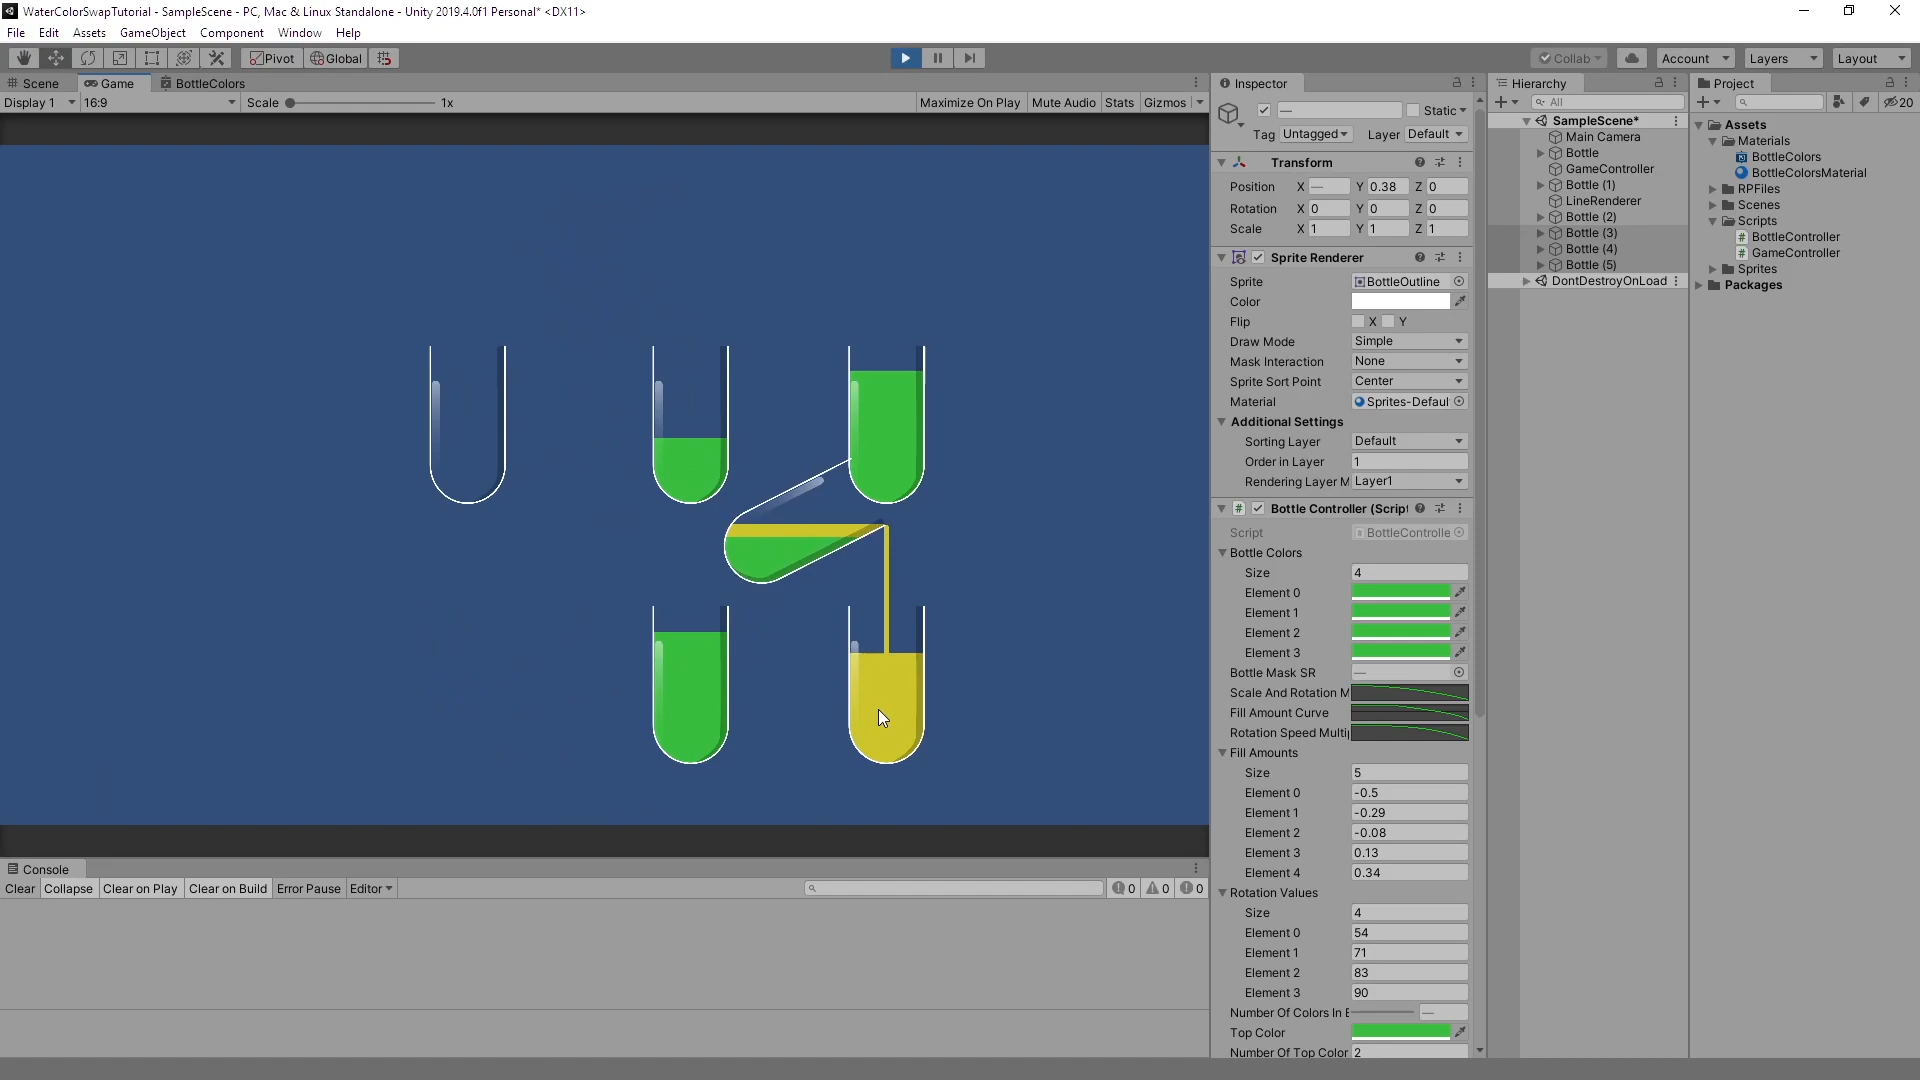 WaterColorSwapTutorial - SampleScene - PC, Mac & Linux Standalone - Unity 2019.4.0f1 Personal* <DX11>
File Edit Assets GameObject Component Window Help
Pivot Global Collab Account Layers Layout
Scene Game BottleColors
Display 1 16:9 Scale 1x Maximize On Play Mute Audio Stats Gizmos
Console
Clear Collapse Clear on Play Clear on Build Error Pause Editor 0 0 0
Inspector
Static
Tag Untagged Layer Default
Transform
Position X — Y 0.38 Z 0
Rotation X 0 Y 0 Z 0
Scale X 1 Y 1 Z 1
Sprite Renderer
Sprite BottleOutline
Color
Flip X Y
Draw Mode Simple
Mask Interaction None
Sprite Sort Point Center
Material Sprites-Defaul
Additional Settings
Sorting Layer Default
Order in Layer 1
Rendering Layer M Layer1
Bottle Controller (Script
Script BottleControlle
Bottle Colors
Size 4
Element 0
Element 1
Element 2
Element 3
Bottle Mask SR —
Scale And Rotation M
Fill Amount Curve
Rotation Speed Multip
Fill Amounts
Size 5
Element 0 -0.5
Element 1 -0.29
Element 2 -0.08
Element 3 0.13
Element 4 0.34
Rotation Values
Size 4
Element 0 54
Element 1 71
Element 2 83
Element 3 90
Number Of Colors In B —
Top Color
Number Of Top Color 2
Hierarchy
All
SampleScene*
Main Camera
Bottle
GameController
Bottle (1)
LineRenderer
Bottle (2)
Bottle (3)
Bottle (4)
Bottle (5)
DontDestroyOnLoad
Project
20
Assets
Materials
BottleColors
BottleColorsMaterial
RPFiles
Scenes
Scripts
BottleController
GameController
Sprites
Packages